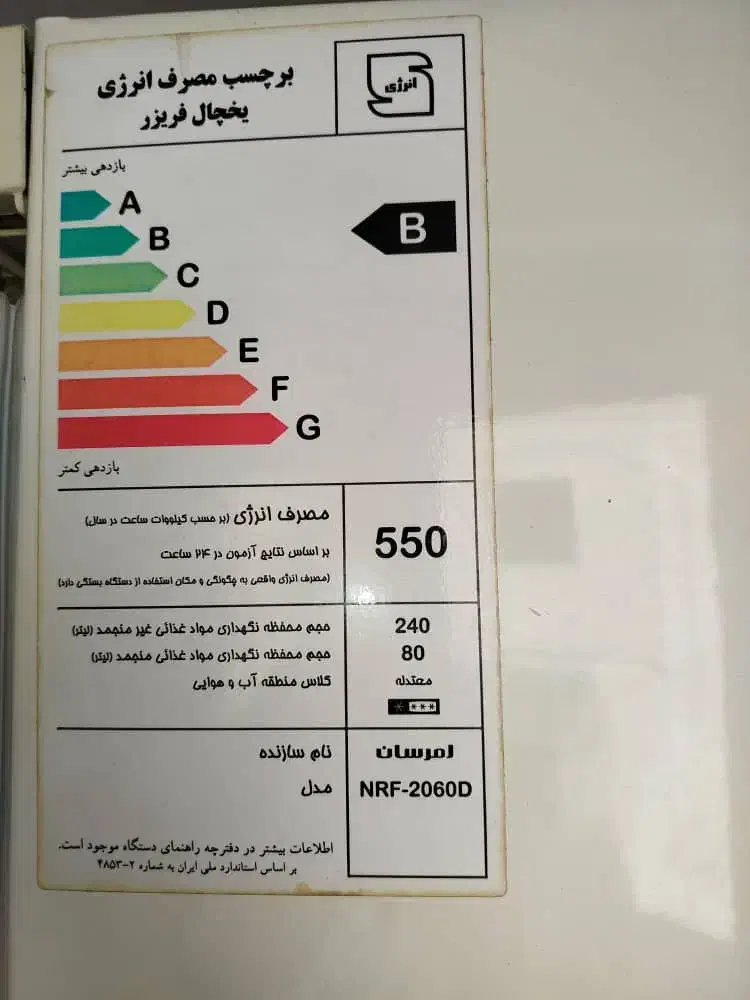 برچسب مصرف انرژی
یخچال فریزر
انرژی
بازدهی بیشتر
A
B
B
C
D
E
F
G
بازدهی کمتر
مصرف انرژی (بر حسب کیلووات ساعت در سال)
بر اساس نتایج آزمون در ۲۴ ساعت
(مصرف انرژی واقعی به چگونگی و مکان استفاده از دستگاه بستگی دارد)
550
حجم محفظه نگهداری مواد غذائی غیر منجمد (لیتر) 240
حجم محفظه نگهداری مواد غذائی منجمد (لیتر) 80
کلاس منطقه آب و هوایی معتدله
نام سازنده امرسان
مدل NRF-2060D
اطلاعات بیشتر در دفترچه راهنمای دستگاه موجود است.
بر اساس استاندارد ملی ایران به شماره ۲-۴۸۵۳